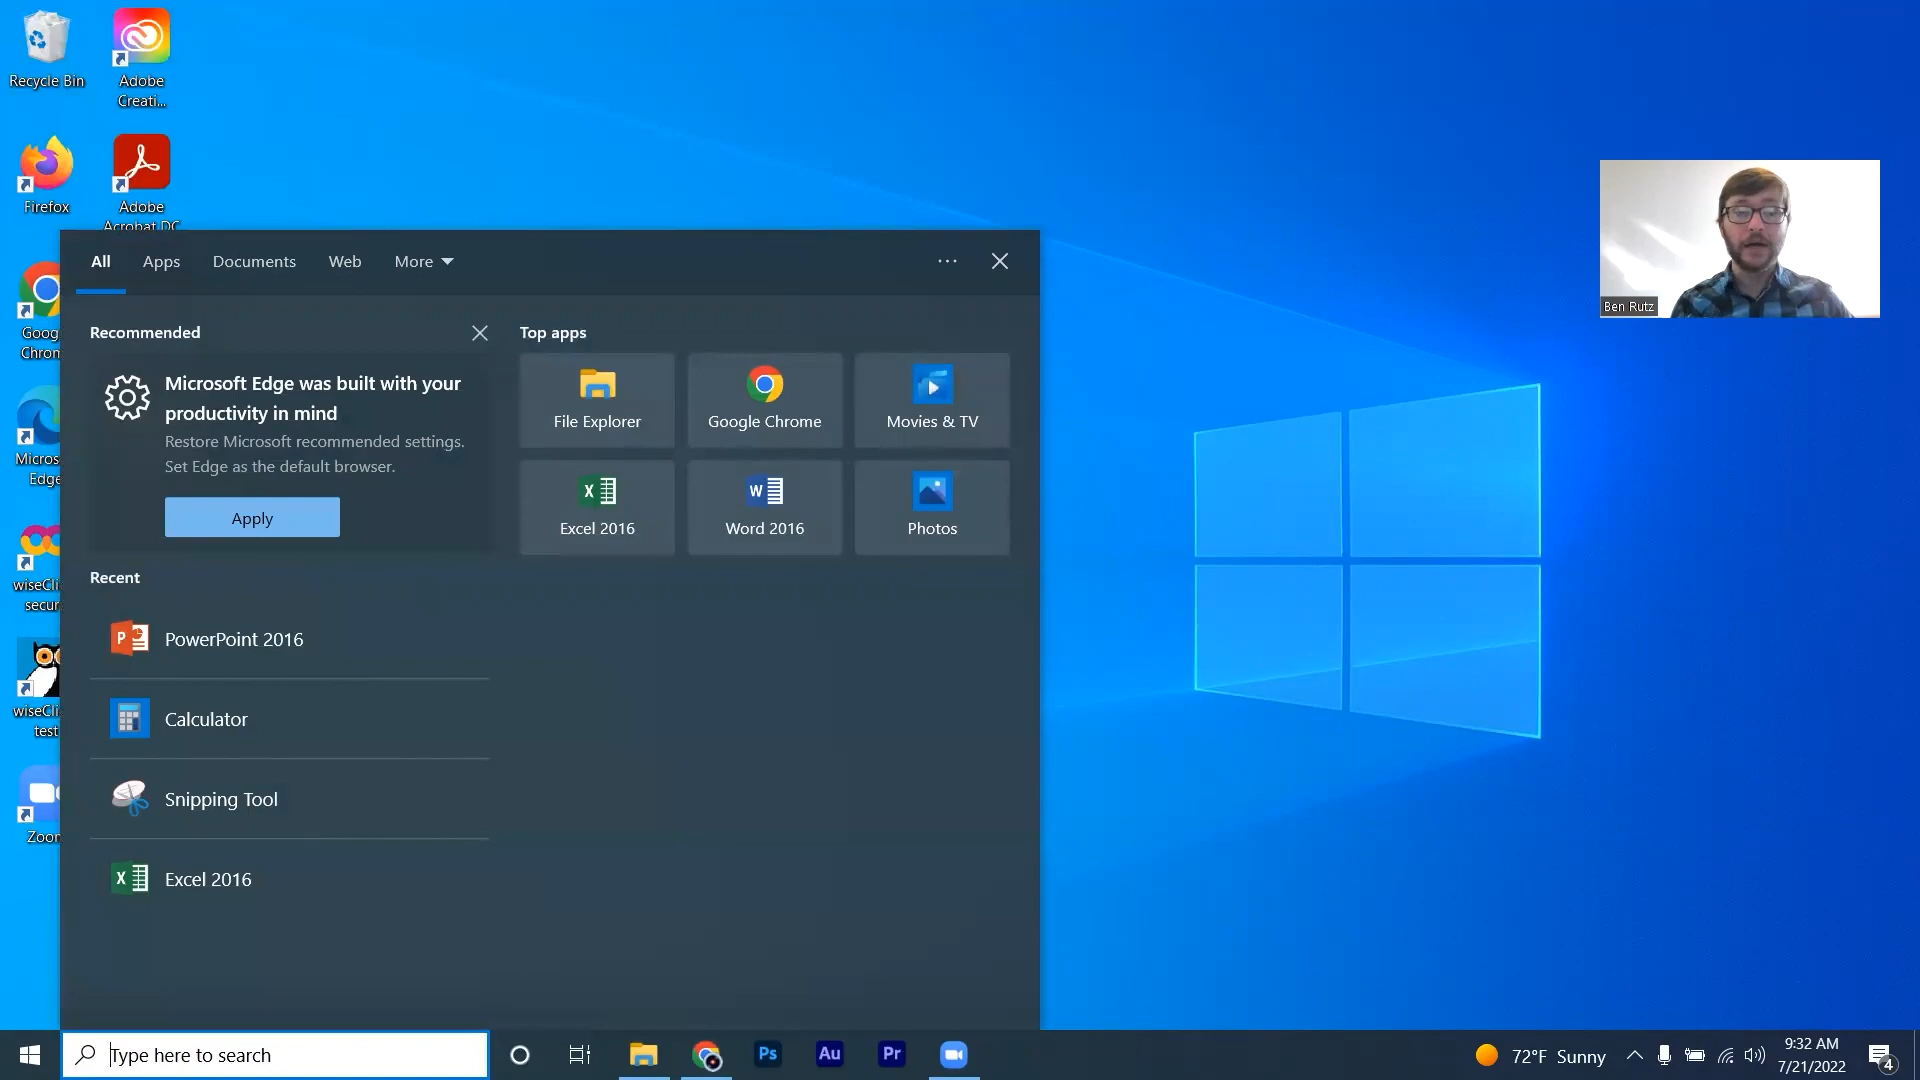 Recycle Bin
Adobe
Creati...
Firefox
Adobe
Acrobat DC
Goog
Chrom
Micros
Edge
wiseCli
secur
wiseCli
test
Zoom
All
Apps
Documents
Web
More
Recommended
Microsoft Edge was built with your
productivity in mind
Restore Microsoft recommended settings.
Set Edge as the default browser.
Apply
Top apps
File Explorer
Google Chrome
Movies & TV
Excel 2016
Word 2016
Photos
Recent
PowerPoint 2016
Calculator
Snipping Tool
Excel 2016
Ben Rutz
Type here to search
Ps
Au
Pr
72°F Sunny
9:32 AM
7/21/2022
4